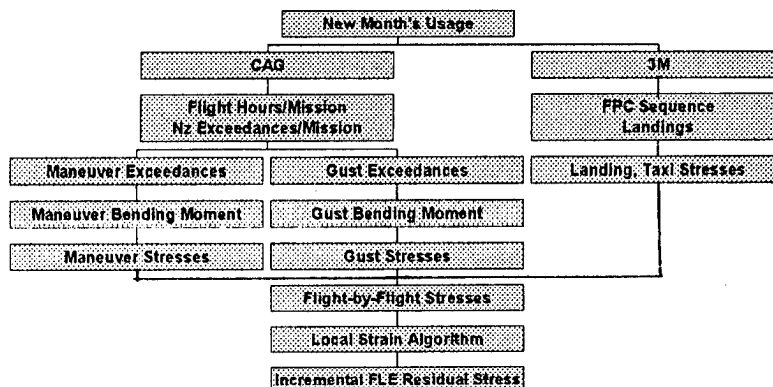 New Month's Usage
CAG
3M
Flight Hours/Mission
Nz Exceedances/Mission
FPC Sequence
Landings
Maneuver Exceedances
Gust Exceedances
Landing, Taxi Stresses
Maneuver Bending Moment
Gust Bending Moment
Maneuver Stresses
Gust Stresses
Flight-by-Flight Stresses
Local Strain Algorithm
Incremental FLE Residual Stress